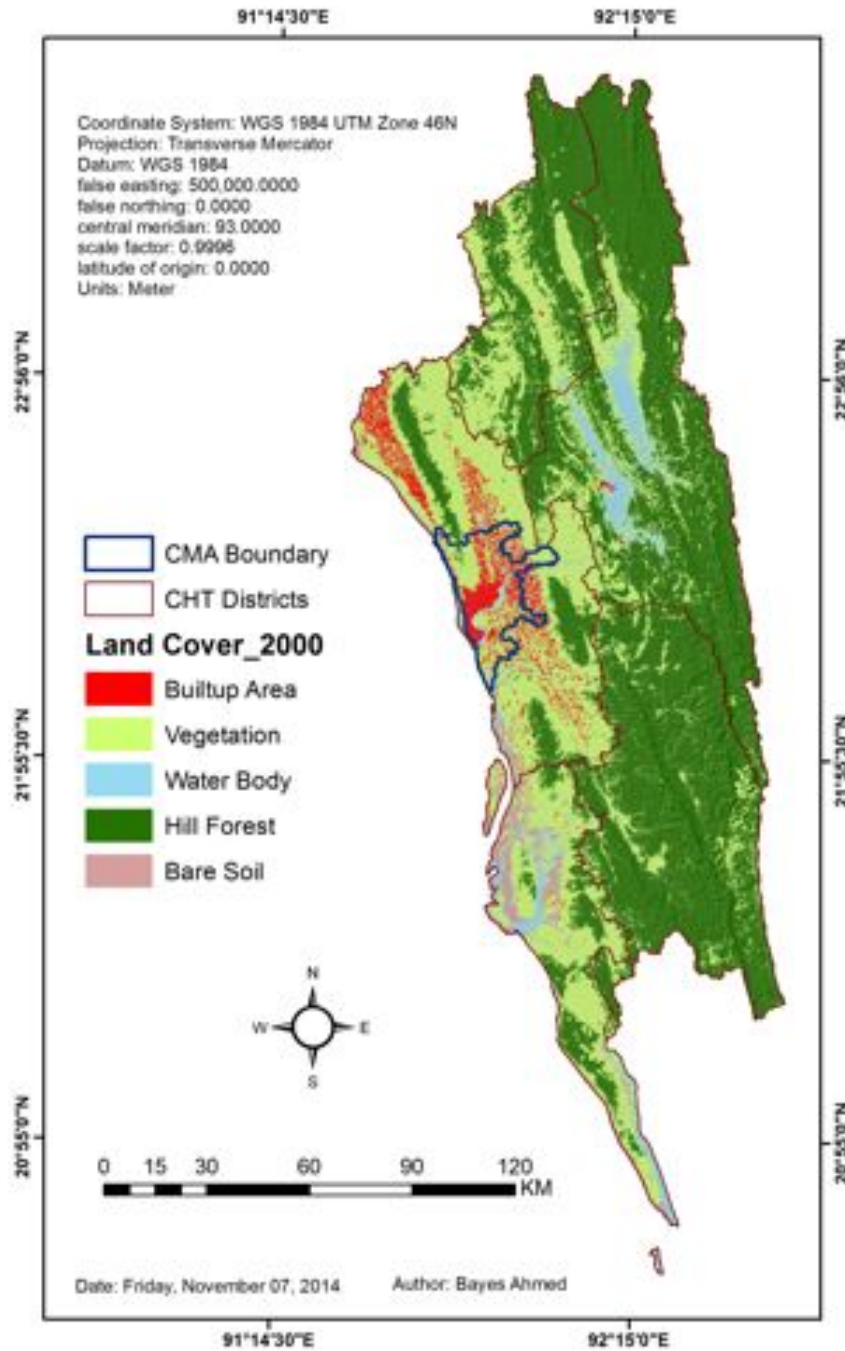 91°14'30"E 92°15'0"E
Coordinate System: WGS 1984 UTM Zone 46N
Projection: Transverse Mercator
Datum: WGS 1984
false easting: 500,000.0000
false northing: 0.0000
central meridian: 93.0000
scale factor: 0.9996
latitude of origin: 0.0000
Units: Meter
22°56'0"N 22°56'0"N
CMA Boundary
CHT Districts
Land Cover_2000
Builtup Area
Vegetation
Water Body
Hill Forest
Bare Soil
21°55'30"N 21°55'30"N
N
W E
S
20°55'0"N 20°55'0"N
0 15 30 60 90 120
KM
Date: Friday, November 07, 2014 Author: Bayes Ahmed
91°14'30"E 92°15'0"E